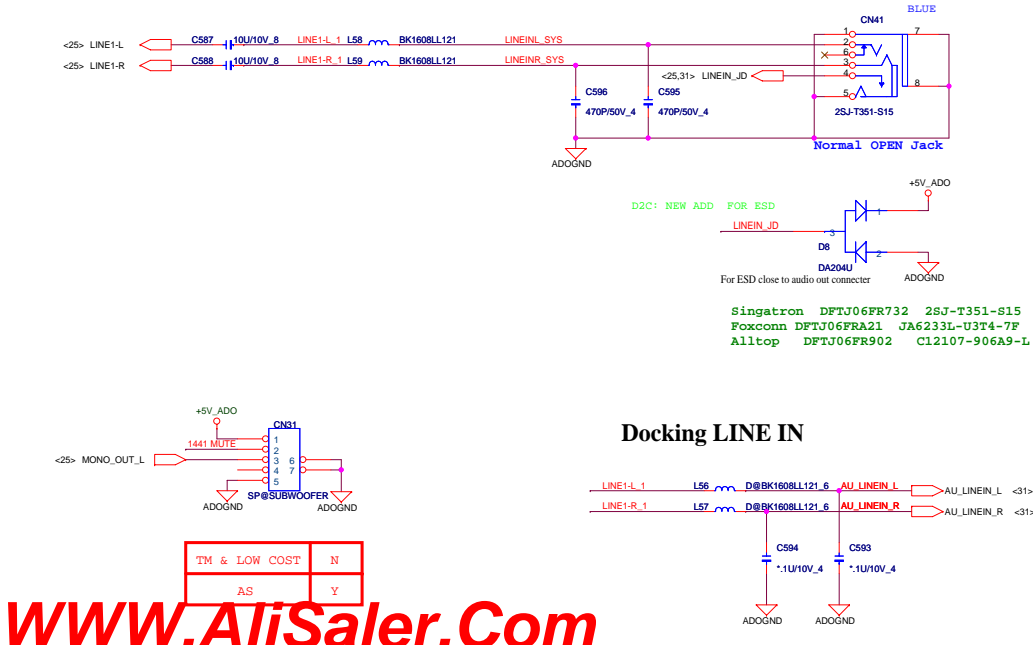 BLUE
CN41
<25> LINE1-L C587 10U/10V_8 LINE1-L_1 L58 BK1608LL121 LINEINL_SYS 1 2 7
<25> LINE1-R C588 10U/10V_8 LINE1-R_1 L59 BK1608LL121 LINEINR_SYS 6 3
<25,31> LINEIN_JD 4 8
C596 C595 5
470P/50V_4 470P/50V_4 2SJ-T351-S15
Normal OPEN Jack
ADOGND
+5V_ADO
D2C: NEW ADD FOR ESD
LINEIN_JD 3 1
D8 2
DA204U
For ESD close to audio out connecter ADOGND
Singatron DFTJ06FR732 2SJ-T351-S15
Foxconn DFTJ06FRA21 JA6233L-U3T4-7F
Alltop DFTJ06FR902 C12107-906A9-L
+5V_ADO
CN31
1
1441 MUTE 2
<25> MONO_OUT_L 3 6
4 7
5
SP@SUBWOOFER
ADOGND ADOGND
Docking LINE IN
LINE1-L_1 L56 D@BK1608LL121_6 AU_LINEIN_L AU_LINEIN_L <31>
LINE1-R_1 L57 D@BK1608LL121_6 AU_LINEIN_R AU_LINEIN_R <31>
C594 C593
*.1U/10V_4 *.1U/10V_4
ADOGND ADOGND
TM & LOW COST N
AS Y
WWW.AliSaler.Com